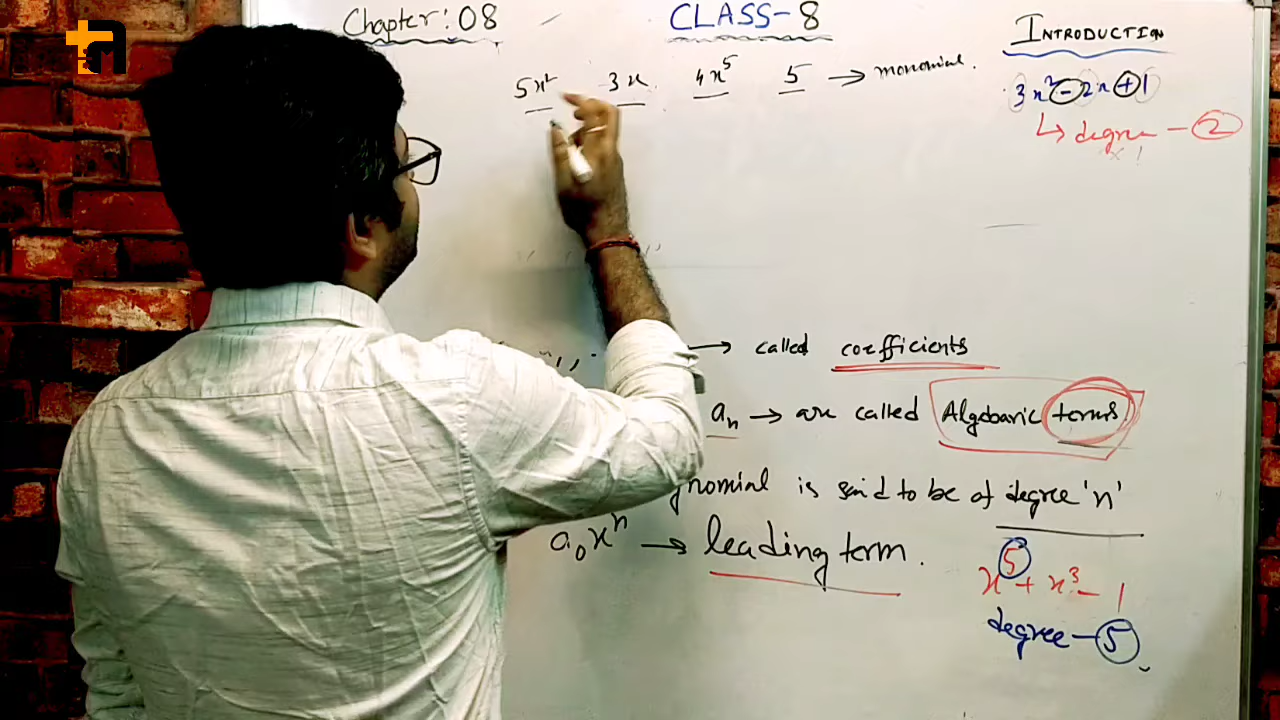 Chapter: 08
CLASS-8
INTRODUCTION
5x² 3x 4x⁵ 5 → monomial.
3x² - 2x + 1
↳ degree - 2
→ called coefficients
aₙ → are called Algebaric terms
nomial is said to be of degree 'n'
a₀xⁿ → leading term.
x⁵ + x³ - 1
degree - 5